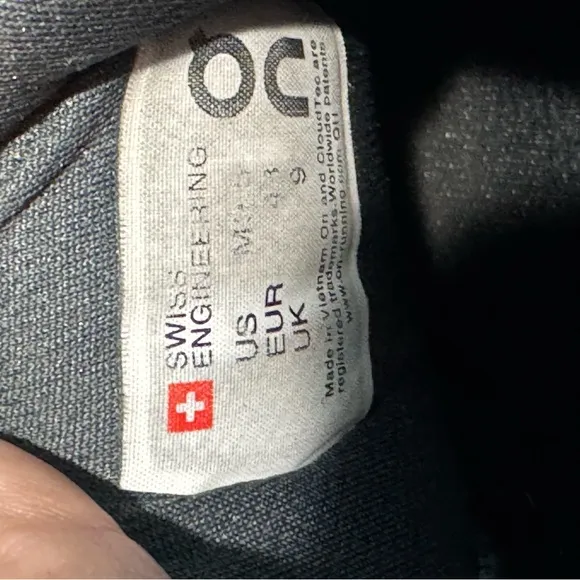 On
SWISS
ENGINEERING
US
EUR 43
UK 9
Made in Vietnam On and CloudTec are
registered trademarks. Worldwide patents
www.on-running.com